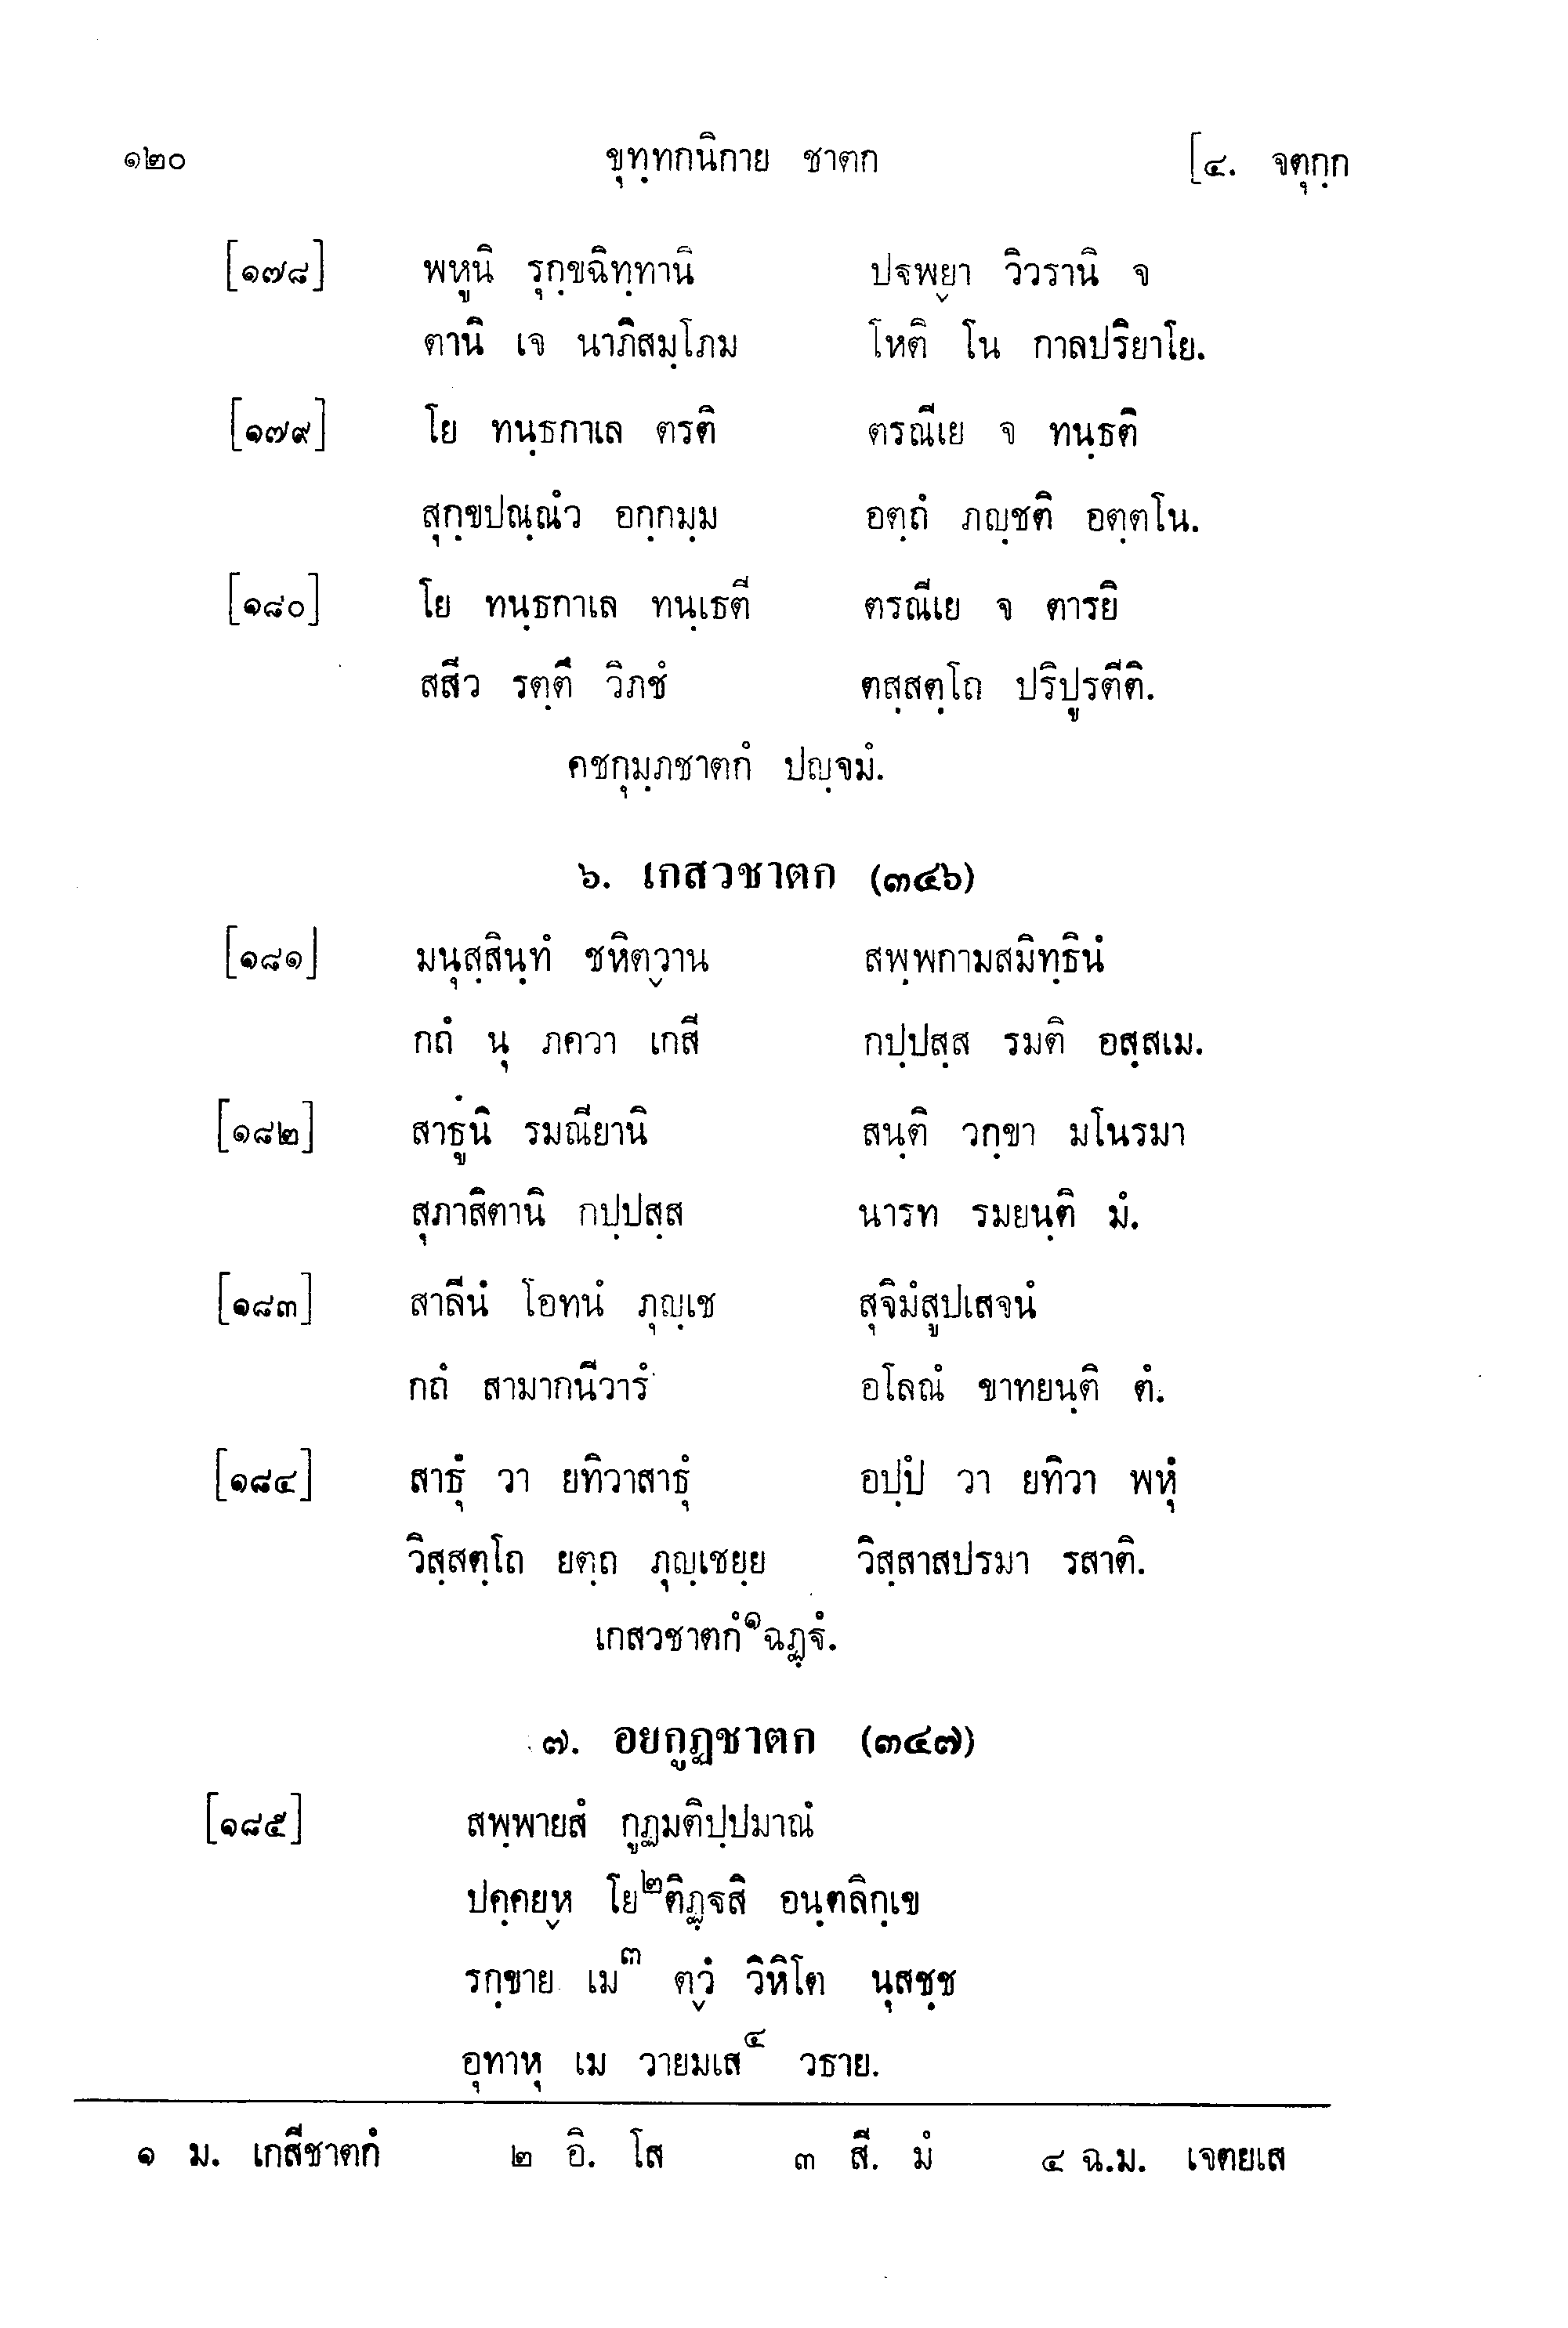 ๑๒๐ ขุทฺทกนิกาย ชาตก [๔. จตุกฺก
[๑๗๘] พหูนิ รุกฺขฉิทฺทานิ ปฐพฺยา วิวรานิ จ
ตานิ เจ นาภิสมฺโภม โหติ โน กาลปริยาโย.
[๑๗๙] โย ทนฺธกาเล ตรติ ตรณีเย จ ทนฺธติ
สุกฺขปณฺณํว อกฺกมฺม อตฺถํ ภญฺชติ อตฺตโน.
[๑๘๐] โย ทนฺธกาเล ทนฺเธตี ตรณีเย จ ตารยิ
สสีว รตฺตึ วิภชํ ตสฺสตฺโถ ปริปูรตีติ.
คชกุมฺภชาตกํ ปญฺจมํ.
๖. เกสวชาตก (๓๔๖)
[๑๘๑] มนุสฺสินฺทํ ชหิตฺวาน สพฺพกามสมิทฺธินํ
กถํ นุ ภควา เกสี กปฺปสฺส รมติ อสฺสเม.
[๑๘๒] สาธูนิ รมณียานิ สนฺติ วกฺขา มโนรมา
สุภาสิตานิ กปฺปสฺส นารท รมยนฺติ มํ.
[๑๘๓] สาลีนํ โอทนํ ภุญฺเช สุจิมํสูปเสจนํ
กถํ สามากนีวารํ อโลณํ ขาทยนฺติ ตํ.
[๑๘๔] สาธุํ วา ยทิวาสาธุํ อปฺปํ วา ยทิวา พหุํ
วิสฺสตฺโถ ยตฺถ ภุญฺเชยฺย วิสฺสาสปรมา รสาติ.
เกสวชาตกํ๑ ฉฏฺฐํ.
๗. อยกูฏชาตก (๓๔๗)
[๑๘๕] สพฺพายสํ กูฏมติปฺปมาณํ
ปคฺคยฺห โย๒ ติฏฺฐสิ อนฺตลิกฺเข
รกฺขาย เม๓ ตฺวํ วิหิโต นุสชฺช
อุทาหุ เม วายมเส๔ วธาย.
๑ ม. เกสีชาตกํ ๒ อิ. โส ๓ สี. มํ ๔ ฉ.ม. เจตยเส